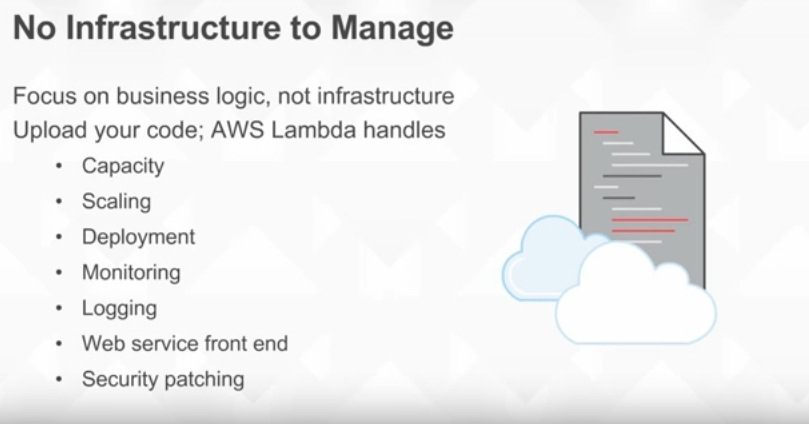 No Infrastructure to Manage
Focus on business logic, not infrastructure
Upload your code; AWS Lambda handles
• Capacity
• Scaling
• Deployment
• Monitoring
• Logging
• Web service front end
• Security patching